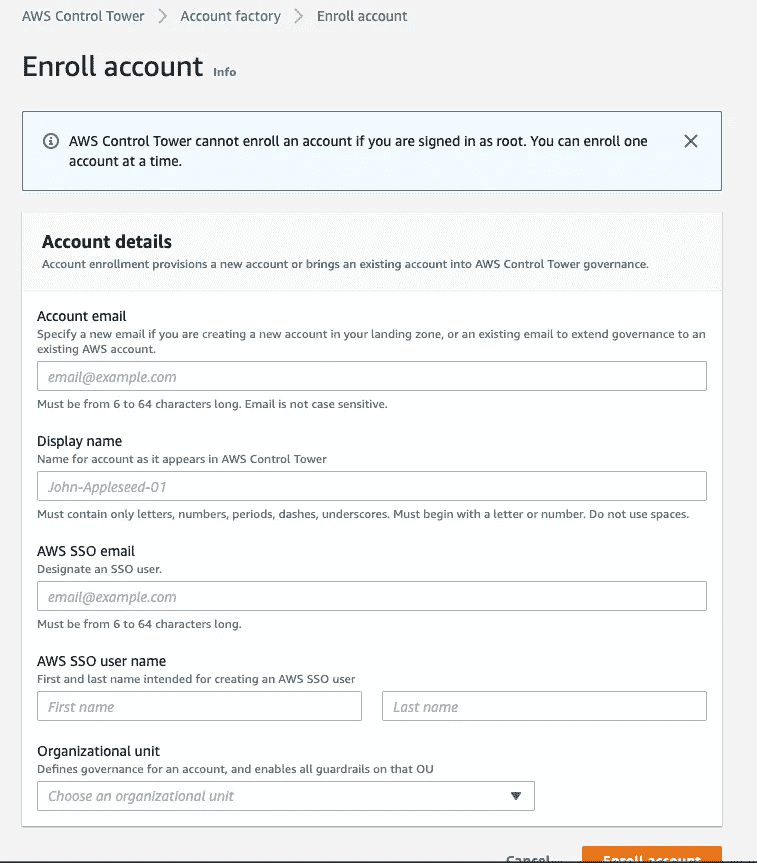 AWS Control Tower > Account factory > Enroll account
Enroll account Info
AWS Control Tower cannot enroll an account if you are signed in as root. You can enroll one
account at a time.
Account details
Account enrollment provisions a new account or brings an existing account into AWS Control Tower governance.
Account email
Specify a new email if you are creating a new account in your landing zone, or an existing email to extend governance to an
existing AWS account.
email@example.com
Must be from 6 to 64 characters long. Email is not case sensitive.
Display name
Name for account as it appears in AWS Control Tower
John-Appleseed-01
Must contain only letters, numbers, periods, dashes, underscores. Must begin with a letter or number. Do not use spaces.
AWS SSO email
Designate an SSO user.
email@example.com
Must be from 6 to 64 characters long.
AWS SSO user name
First and last name intended for creating an AWS SSO user
First name Last name
Organizational unit
Defines governance for an account, and enables all guardrails on that OU
Choose an organizational unit
Cancel Enroll account